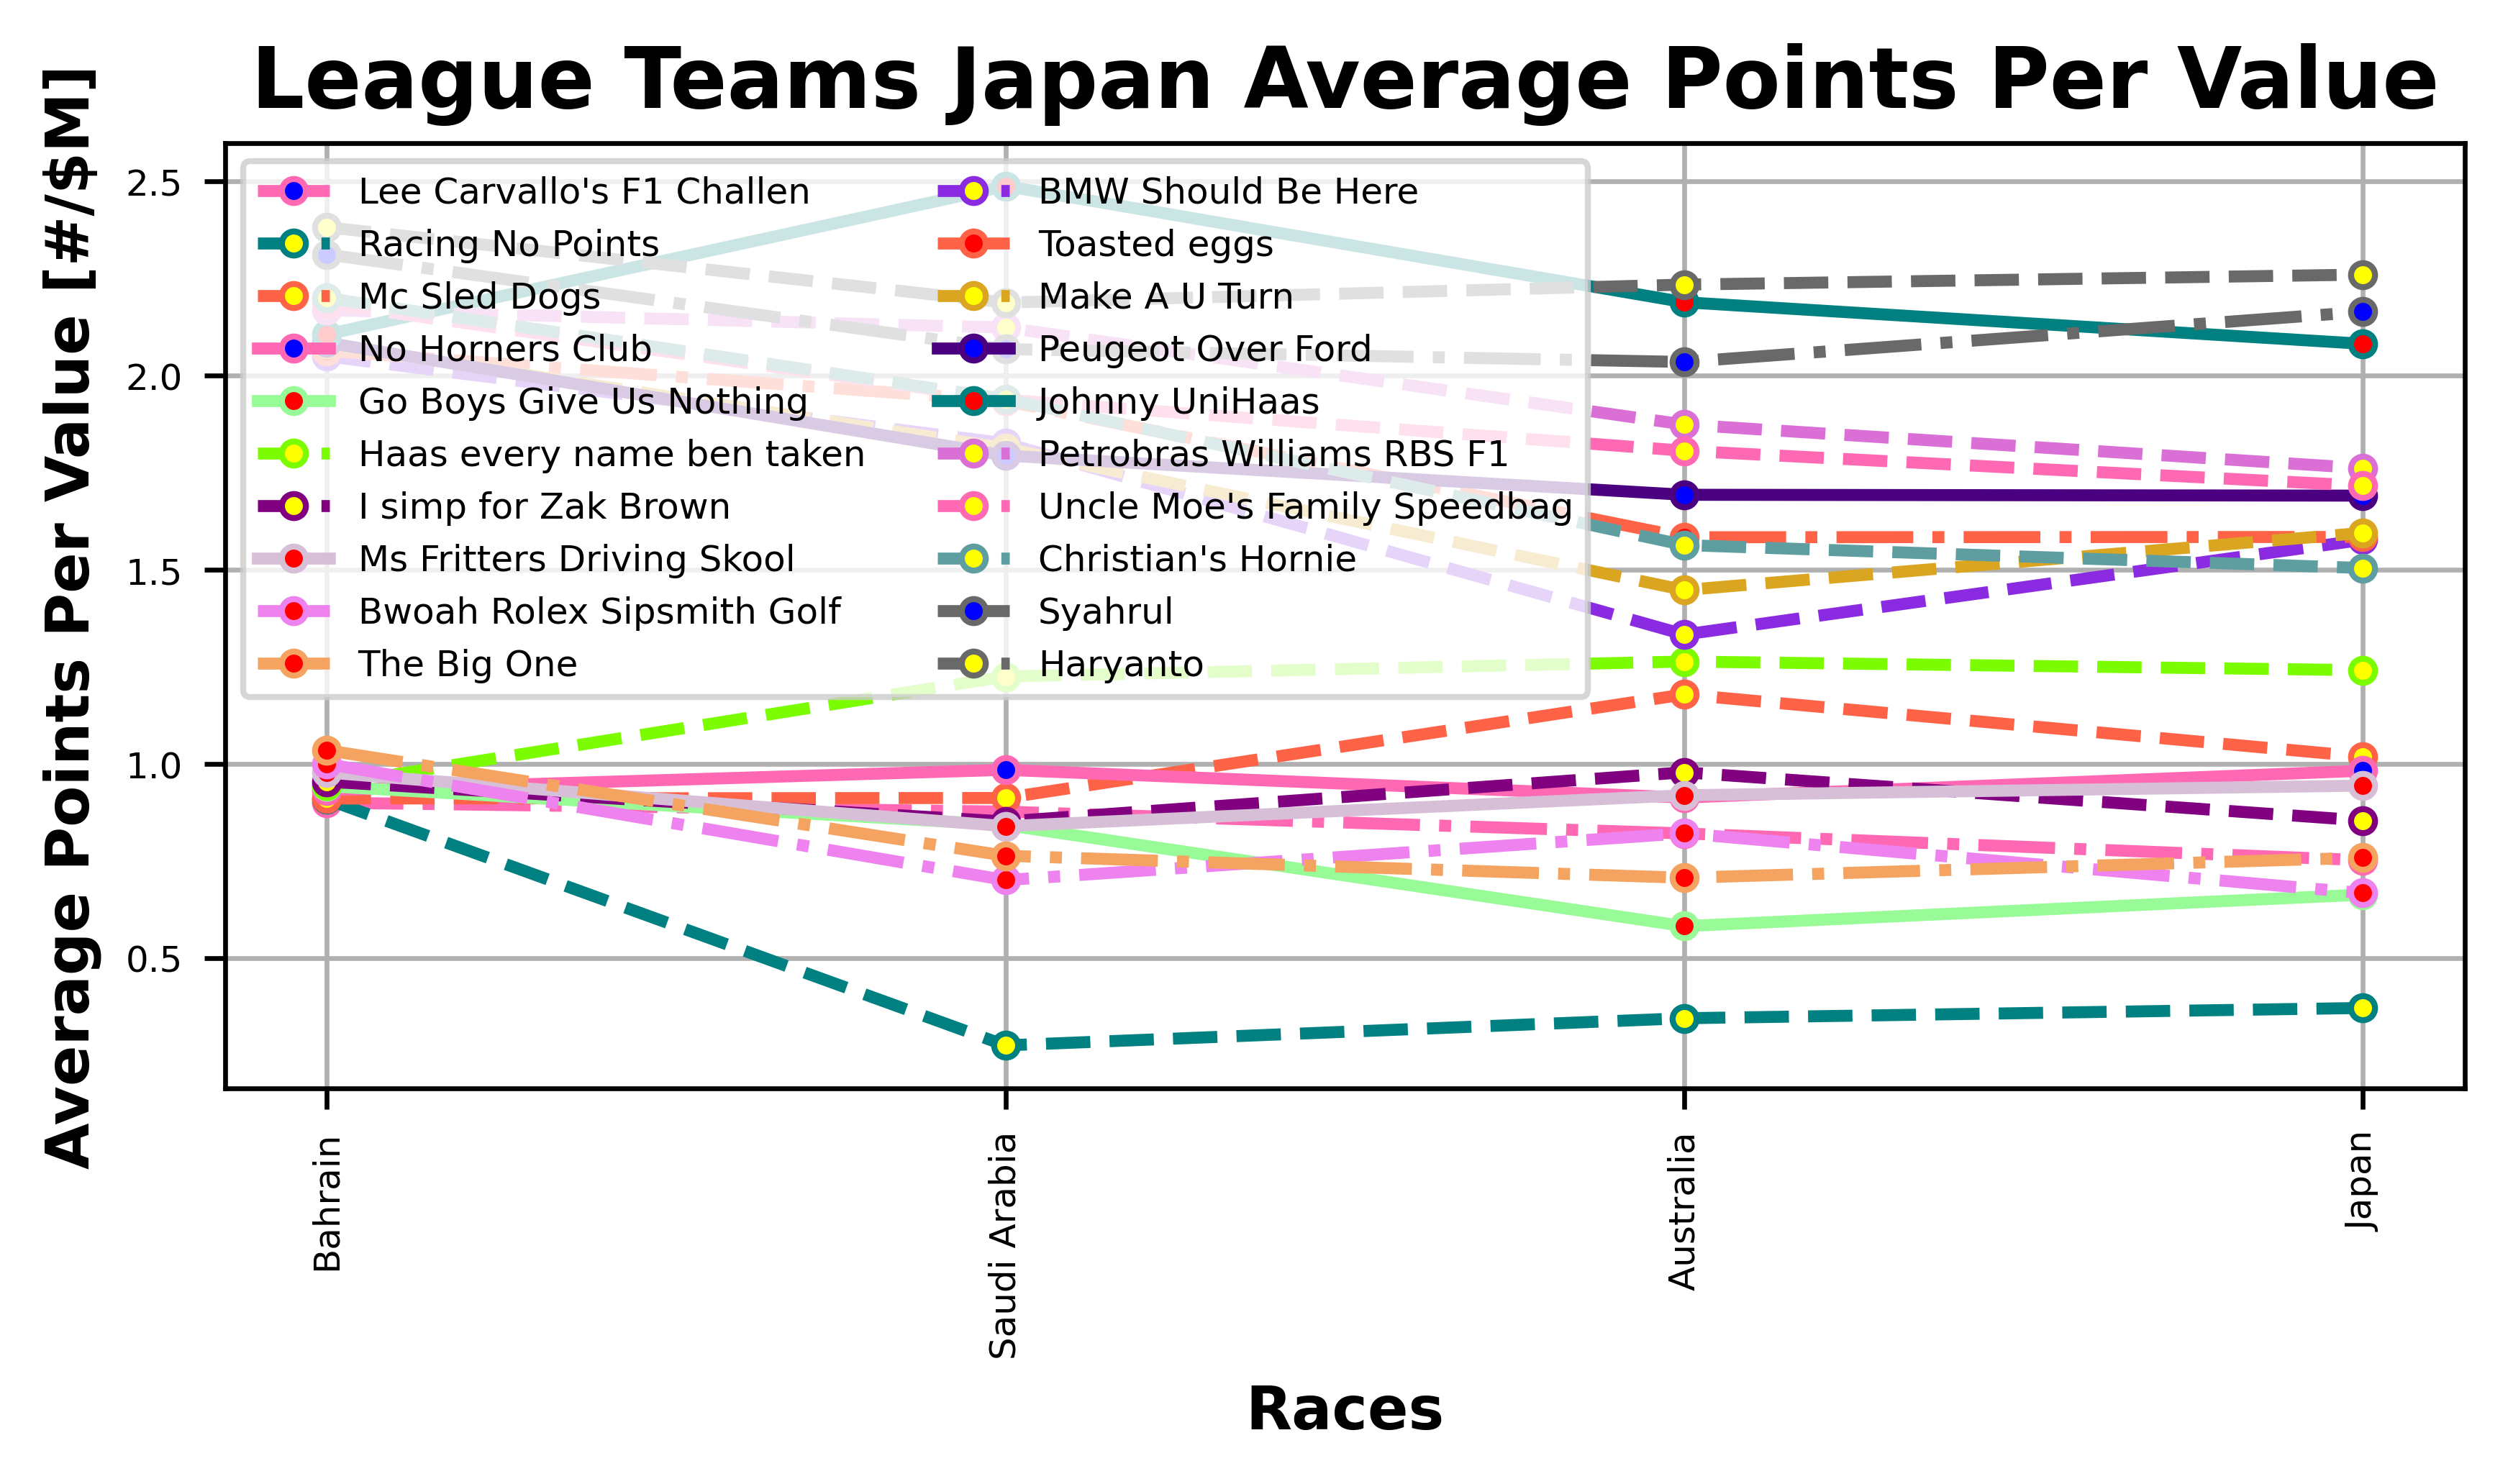 League Teams Japan Average Points Per Value
Average Points Per Value [#/$M]
2.5
2.0
1.5
1.0
0.5
Lee Carvallo's F1 Challen
Racing No Points
Mc Sled Dogs
No Horners Club
Go Boys Give Us Nothing
Haas every name ben taken
I simp for Zak Brown
Ms Fritters Driving Skool
Bwoah Rolex Sipsmith Golf
The Big One
BMW Should Be Here
Toasted eggs
Make A U Turn
Peugeot Over Ford
Johnny UniHaas
Petrobras Williams RBS F1
Uncle Moe's Family Speedbag
Christian's Hornie
Syahrul
Haryanto
Bahrain
Saudi Arabia
Australia
Japan
Races